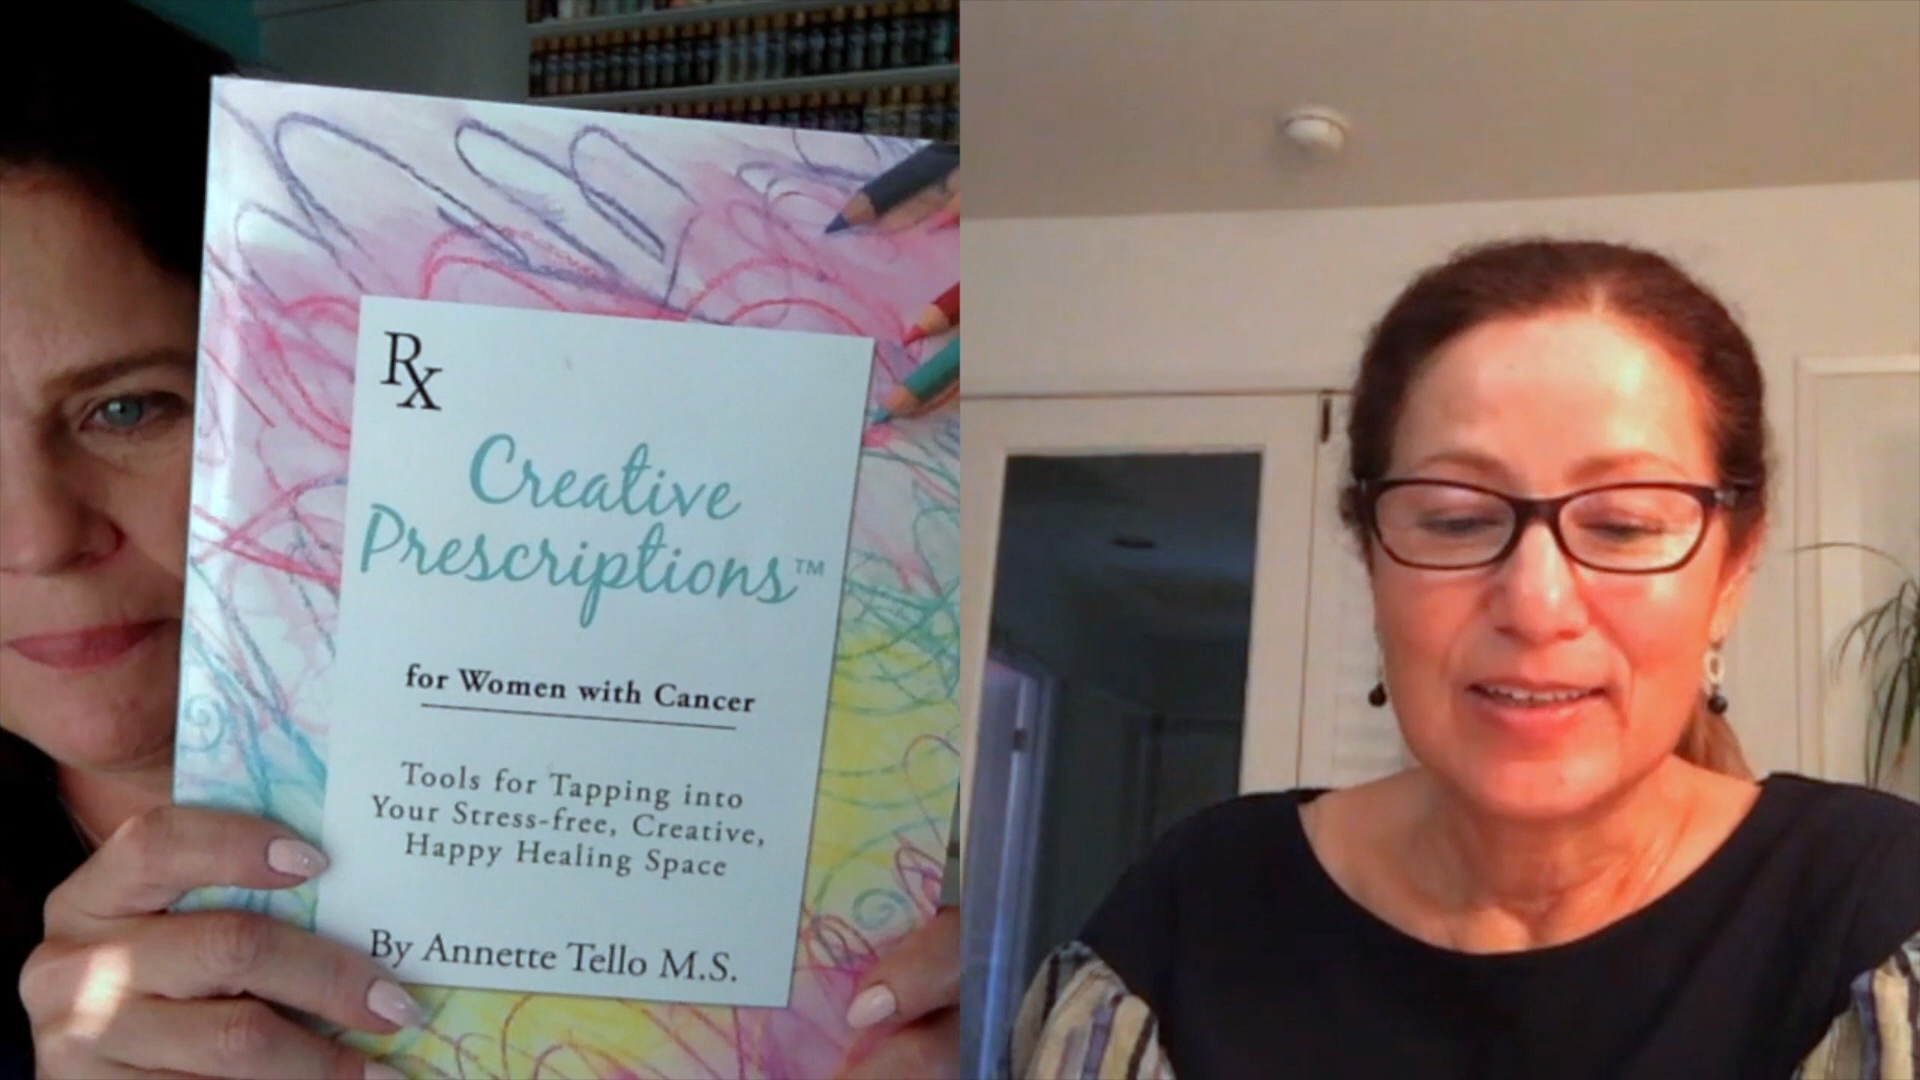 Rx
Creative
Prescriptions™
for Women with Cancer
Tools for Tapping into
Your Stress-free, Creative,
Happy Healing Space
By Annette Tello M.S.